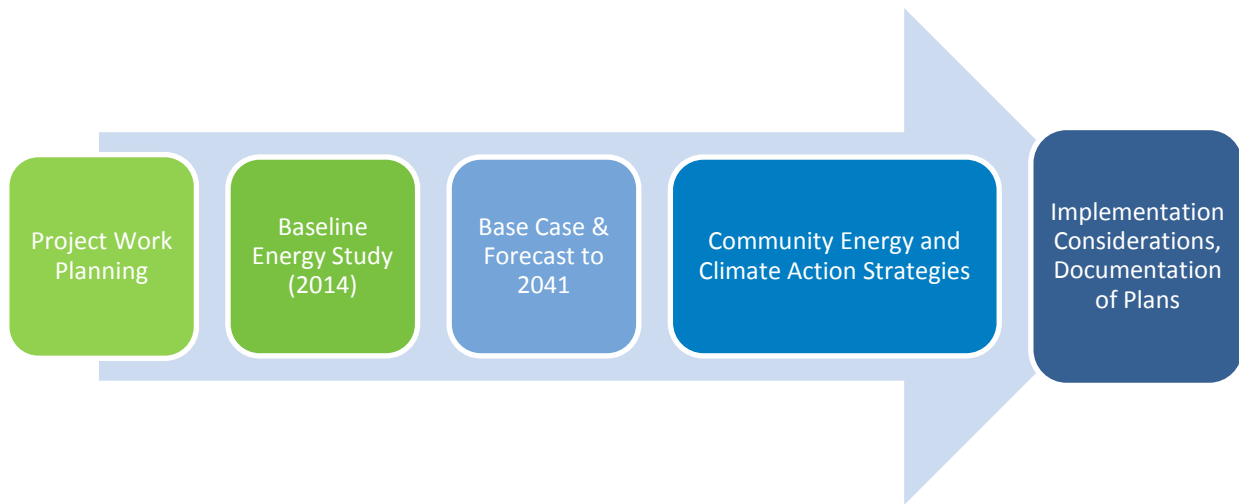 Project Work
Planning
Baseline
Energy Study
(2014)
Base Case &
Forecast to
2041
Community Energy and
Climate Action Strategies
Implementation
Considerations,
Documentation
of Plans